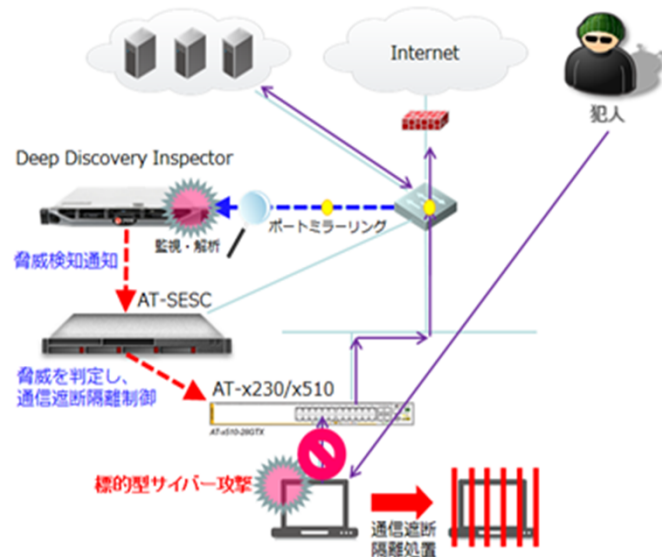 Internet
犯人
Deep Discovery Inspector
監視・解析
ポートミラーリング
脅威検知通知
AT-SESC
脅威を判定し、
通信遮断隔離制御
AT-x230/x510
AT-x510-28GTX
標的型サイバー攻撃
通信遮断
隔離処置